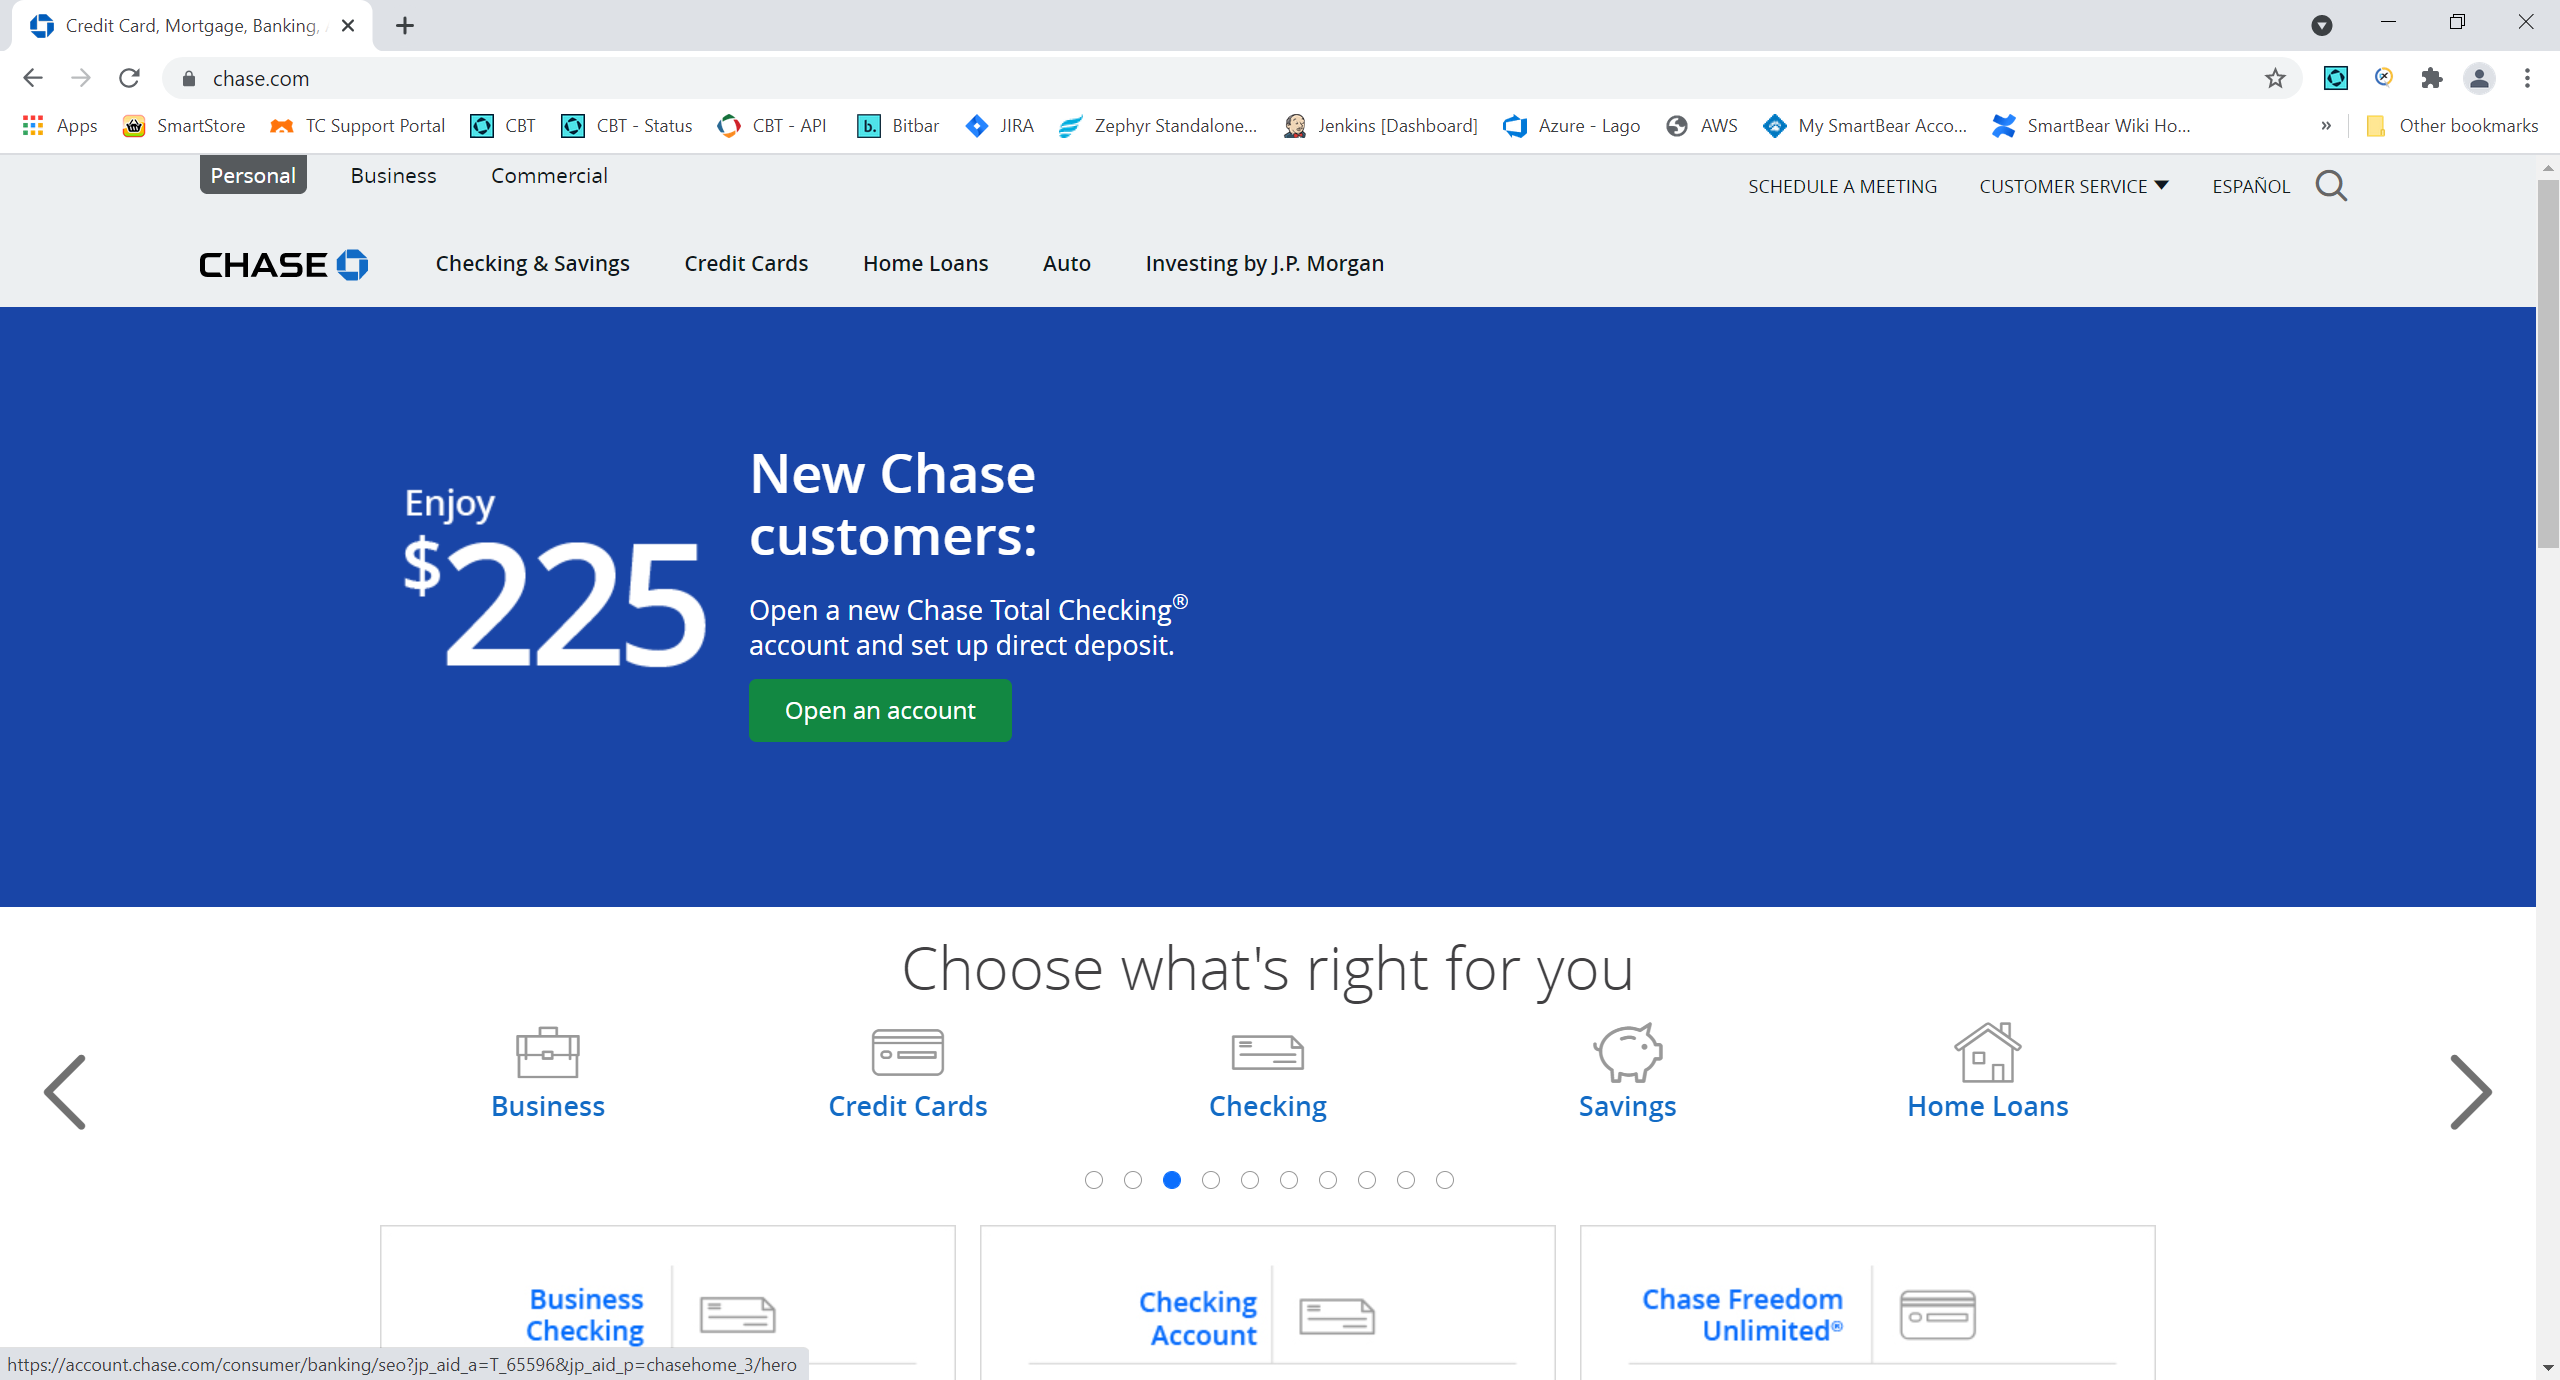 Credit Card, Mortgage, Banking,
chase.com
Apps SmartStore TC Support Portal CBT CBT - Status CBT - API b. Bitbar JIRA Zephyr Standalone... Jenkins [Dashboard] Azure - Lago AWS My SmartBear Acco... SmartBear Wiki Ho... » Other bookmarks
Personal Business Commercial
SCHEDULE A MEETING CUSTOMER SERVICE ESPAÑOL
CHASE Checking & Savings Credit Cards Home Loans Auto Investing by J.P. Morgan
Enjoy
$225
New Chase
customers:
Open a new Chase Total Checking®
account and set up direct deposit.
Open an account
Choose what's right for you
Business Credit Cards Checking Savings Home Loans
Business
Checking
Checking
Account
Chase Freedom
Unlimited®
https://account.chase.com/consumer/banking/seo?jp_aid_a=T_65596&jp_aid_p=chasehome_3/hero